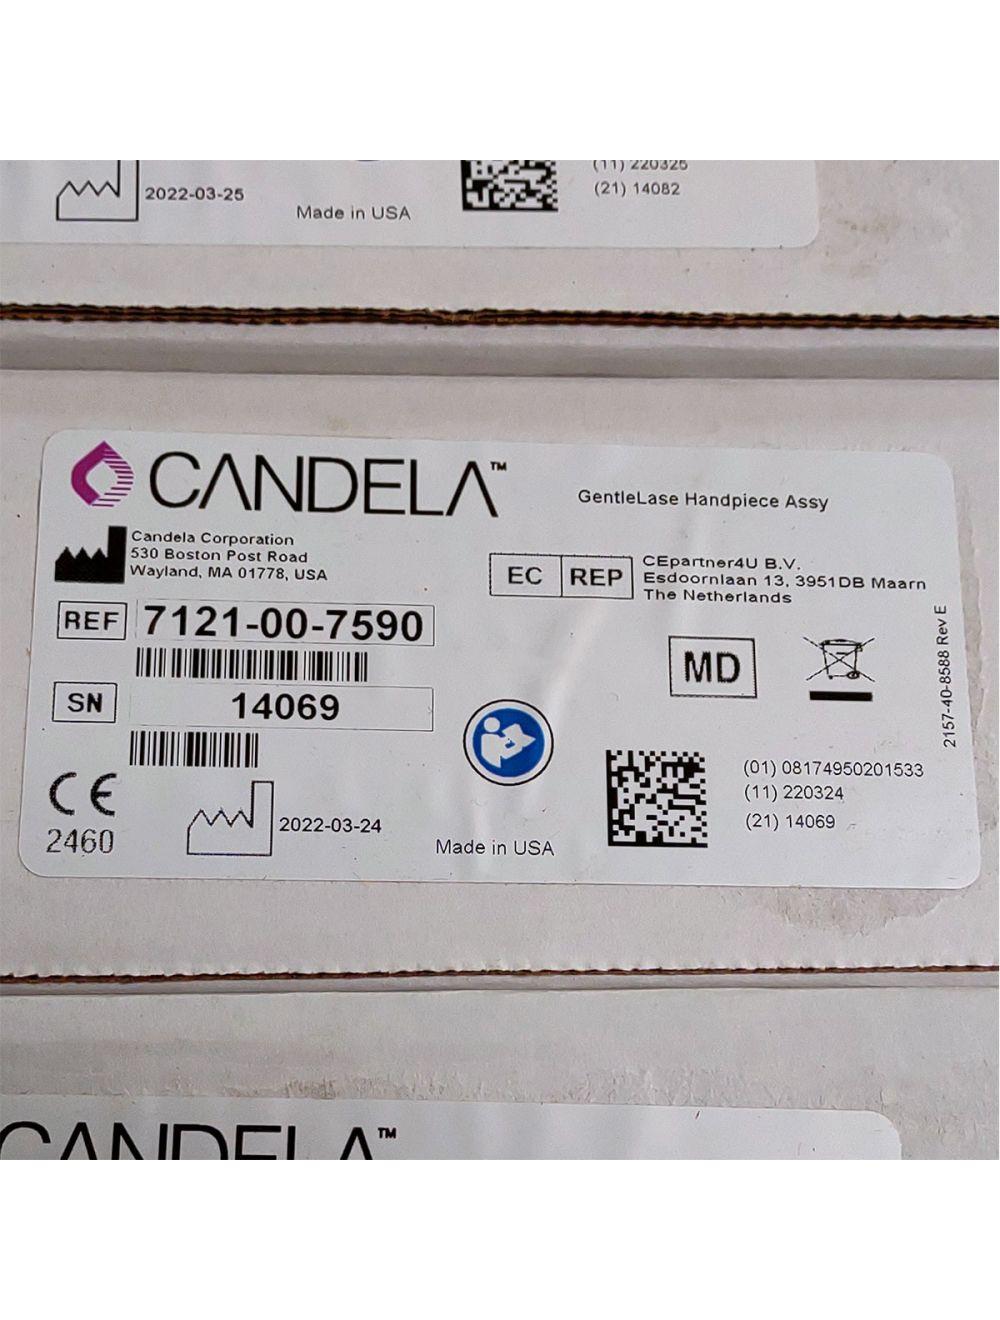 (11) 220325
2022-03-25
(21) 14082
Made in USA
CANDELA™
GentleLase Handpiece Assy
Candela Corporation
530 Boston Post Road
Wayland, MA 01778, USA
EC REP
CEpartner4U B.V.
Esdoornlaan 13, 3951DB Maarn
The Netherlands
REF 7121-00-7590
MD
SN 14069
2157-40-8588 Rev E
CE
2460
2022-03-24
Made in USA
(01) 08174950201533
(11) 220324
(21) 14069
CANDELA™